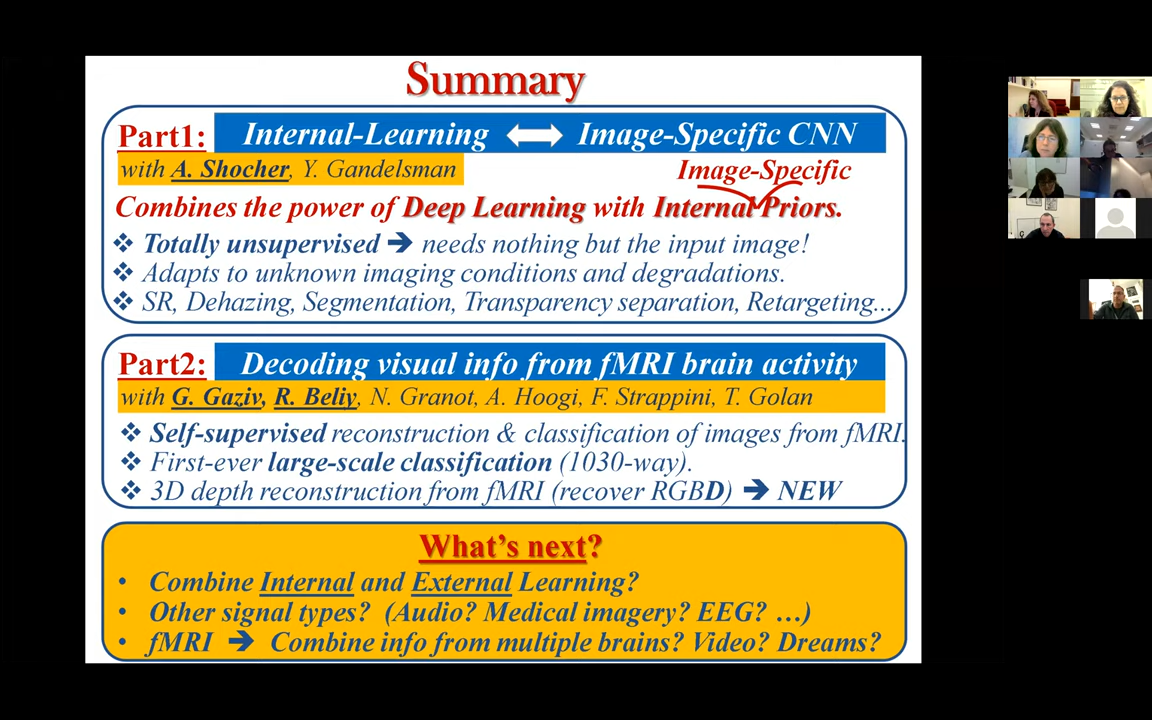 Summary
Part1: Internal-Learning ⟺ Image-Specific CNN
with A. Shocher, Y. Gandelsman
Image-Specific
Combines the power of Deep Learning with Internal Priors.
❖ Totally unsupervised ➔ needs nothing but the input image!
❖ Adapts to unknown imaging conditions and degradations.
❖ SR, Dehazing, Segmentation, Transparency separation, Retargeting...
Part2: Decoding visual info from fMRI brain activity
with G. Gaziv, R. Beliy, N. Granot, A. Hoogi, F. Strappini, T. Golan
❖ Self-supervised reconstruction & classification of images from fMRI.
❖ First-ever large-scale classification (1030-way).
❖ 3D depth reconstruction from fMRI (recover RGBD) ➔ NEW
What's next?
• Combine Internal and External Learning?
• Other signal types? (Audio? Medical imagery? EEG? …)
• fMRI ➔ Combine info from multiple brains? Video? Dreams?